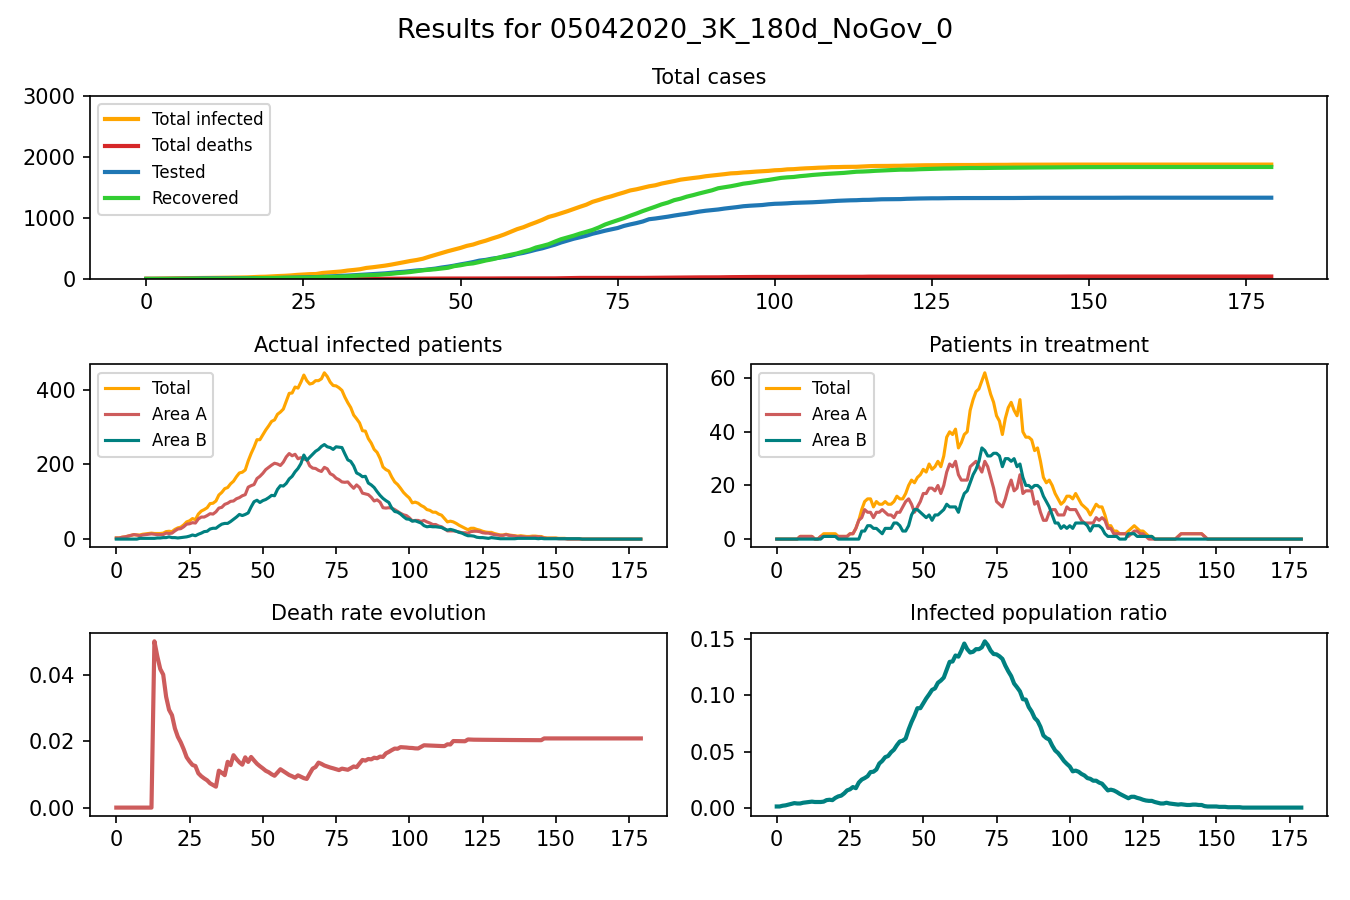 Results for 05042020_3K_180d_NoGov_0
Total cases
3000
2000
1000
0
Total infected
Total deaths
Tested
Recovered
0 25 50 75 100 125 150 175
Actual infected patients
400
200
0
Total
Area A
Area B
0 25 50 75 100 125 150 175
Patients in treatment
60
40
20
0
Total
Area A
Area B
0 25 50 75 100 125 150 175
Death rate evolution
0.04
0.02
0.00
0 25 50 75 100 125 150 175
Infected population ratio
0.15
0.10
0.05
0.00
0 25 50 75 100 125 150 175